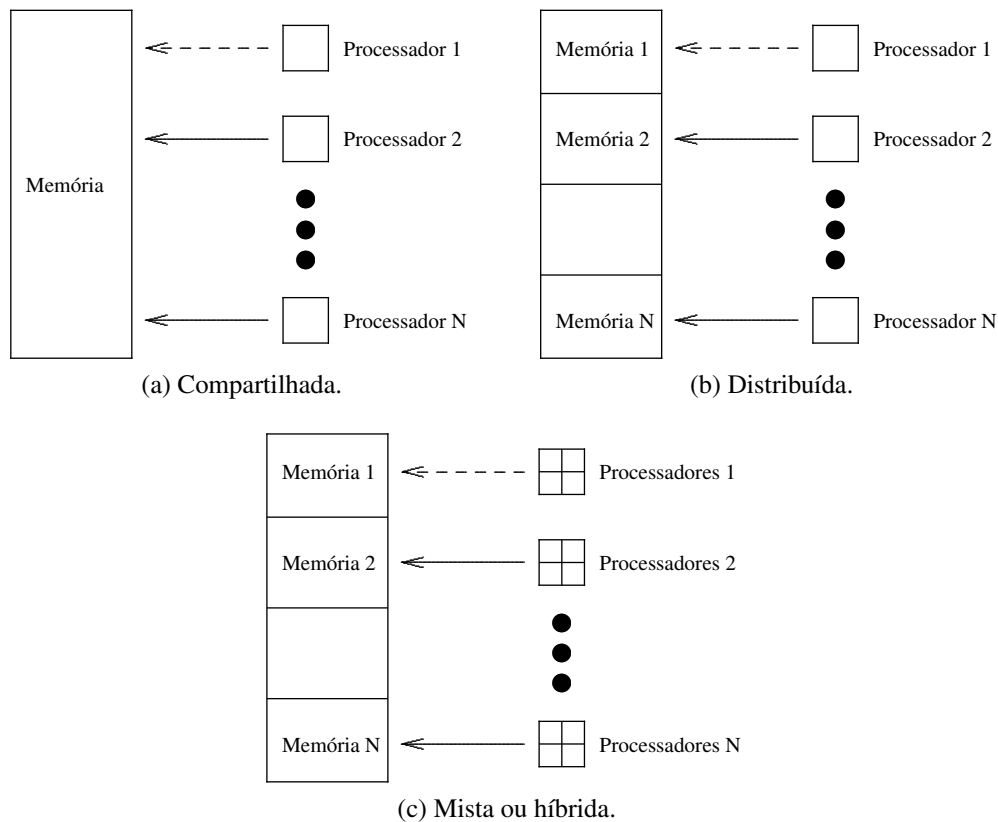 Processador 1
Processador 2
Memória
Processador N
(a) Compartilhada.
Memória 1
Processador 1
Memória 2
Processador 2
Memória N
Processador N
(b) Distribuída.
Memória 1
Processadores 1
Memória 2
Processadores 2
Memória N
Processadores N
(c) Mista ou híbrida.